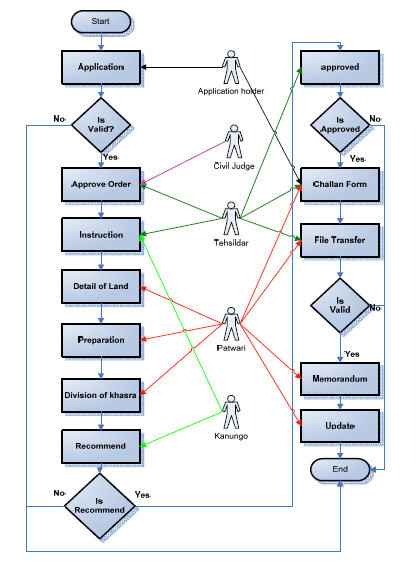 Start
Application
Is
Valid?
No
Yes
Approve Order
Instruction
Detail of Land
Preparation
Division of khasra
Recommend
Is
Recommend
No
Yes
Application holder
Civil Judge
Tehsildar
Patwari
Kanungo
approved
Is
Approved
No
Yes
Challan Form
File Transfer
Is
Valid
No
Yes
Memorandum
Update
End